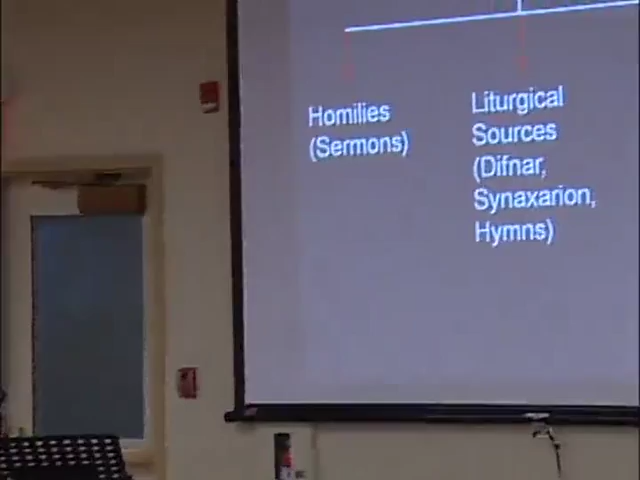 Homilies
(Sermons)
Liturgical
Sources
(Difnar,
Synaxarion,
Hymns)